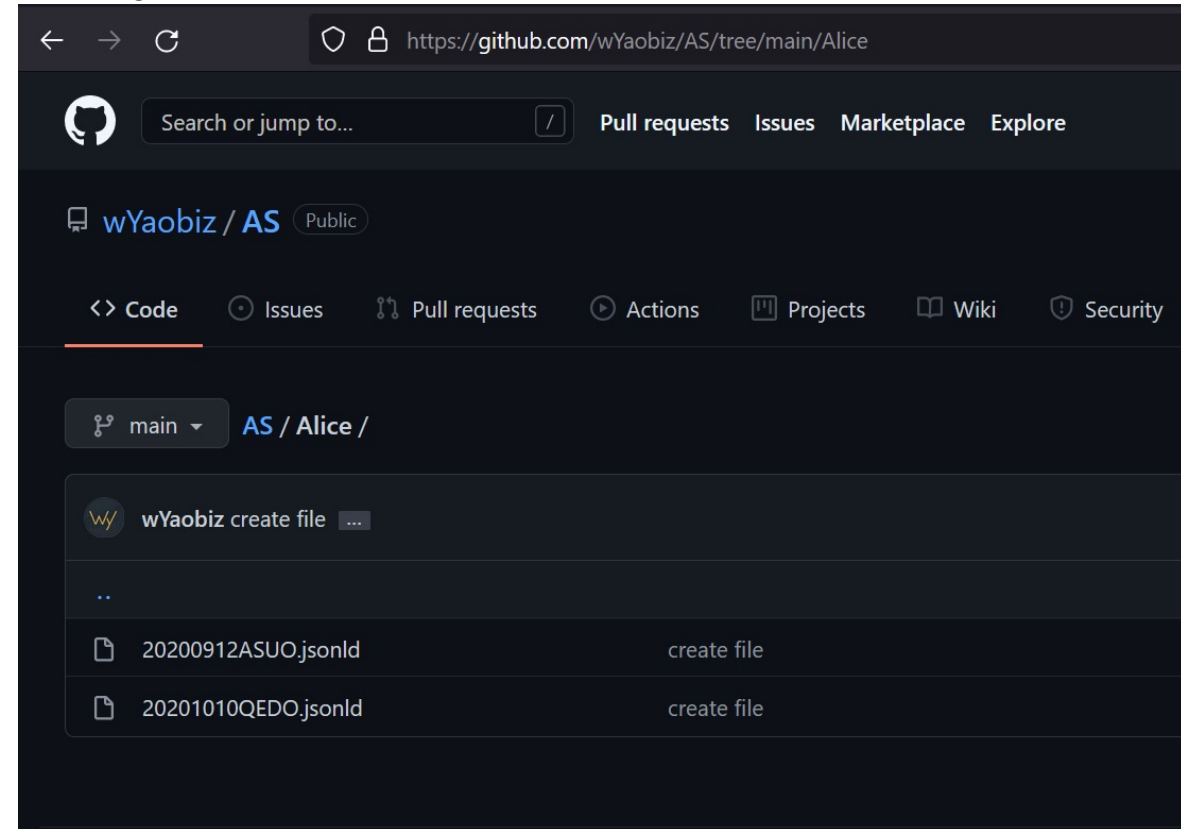 https://github.com/wYaobiz/AS/tree/main/Alice
Search or jump to... / Pull requests Issues Marketplace Explore
wYaobiz / AS Public
<> Code Issues Pull requests Actions Projects Wiki Security
main AS / Alice /
WY wYaobiz create file ...
..
20200912ASUO.jsonld create file
20201010QEDO.jsonld create file